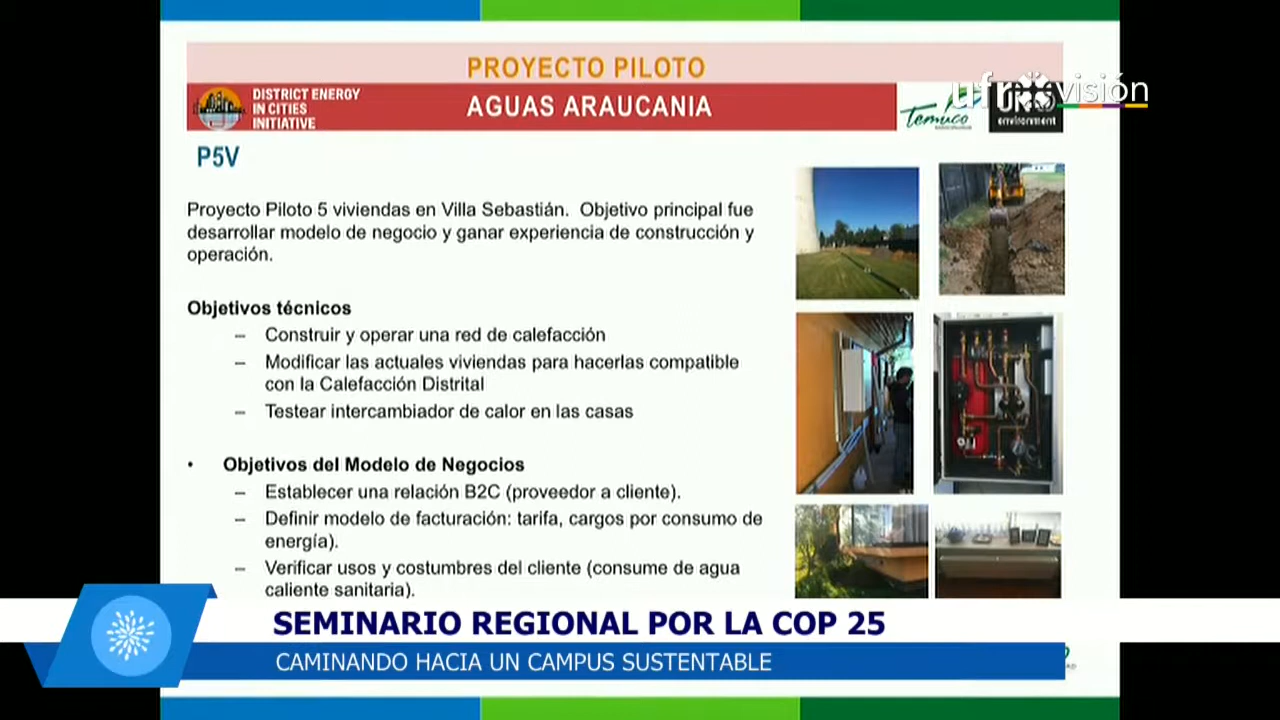 PROYECTO PILOTO
AGUAS ARAUCANIA
DISTRICT ENERGY
IN CITIES
INITIATIVE
Temuco
environment
visión
P5V
Proyecto Piloto 5 viviendas en Villa Sebastián. Objetivo principal fue
desarrollar modelo de negocio y ganar experiencia de construcción y
operación.
Objetivos técnicos
– Construir y operar una red de calefacción
– Modificar las actuales viviendas para hacerlas compatible
con la Calefacción Distrital
– Testear intercambiador de calor en las casas
• Objetivos del Modelo de Negocios
– Establecer una relación B2C (proveedor a cliente).
– Definir modelo de facturación: tarifa, cargos por consumo de
energía).
– Verificar usos y costumbres del cliente (consume de agua
caliente sanitaria).
SEMINARIO REGIONAL POR LA COP 25
CAMINANDO HACIA UN CAMPUS SUSTENTABLE